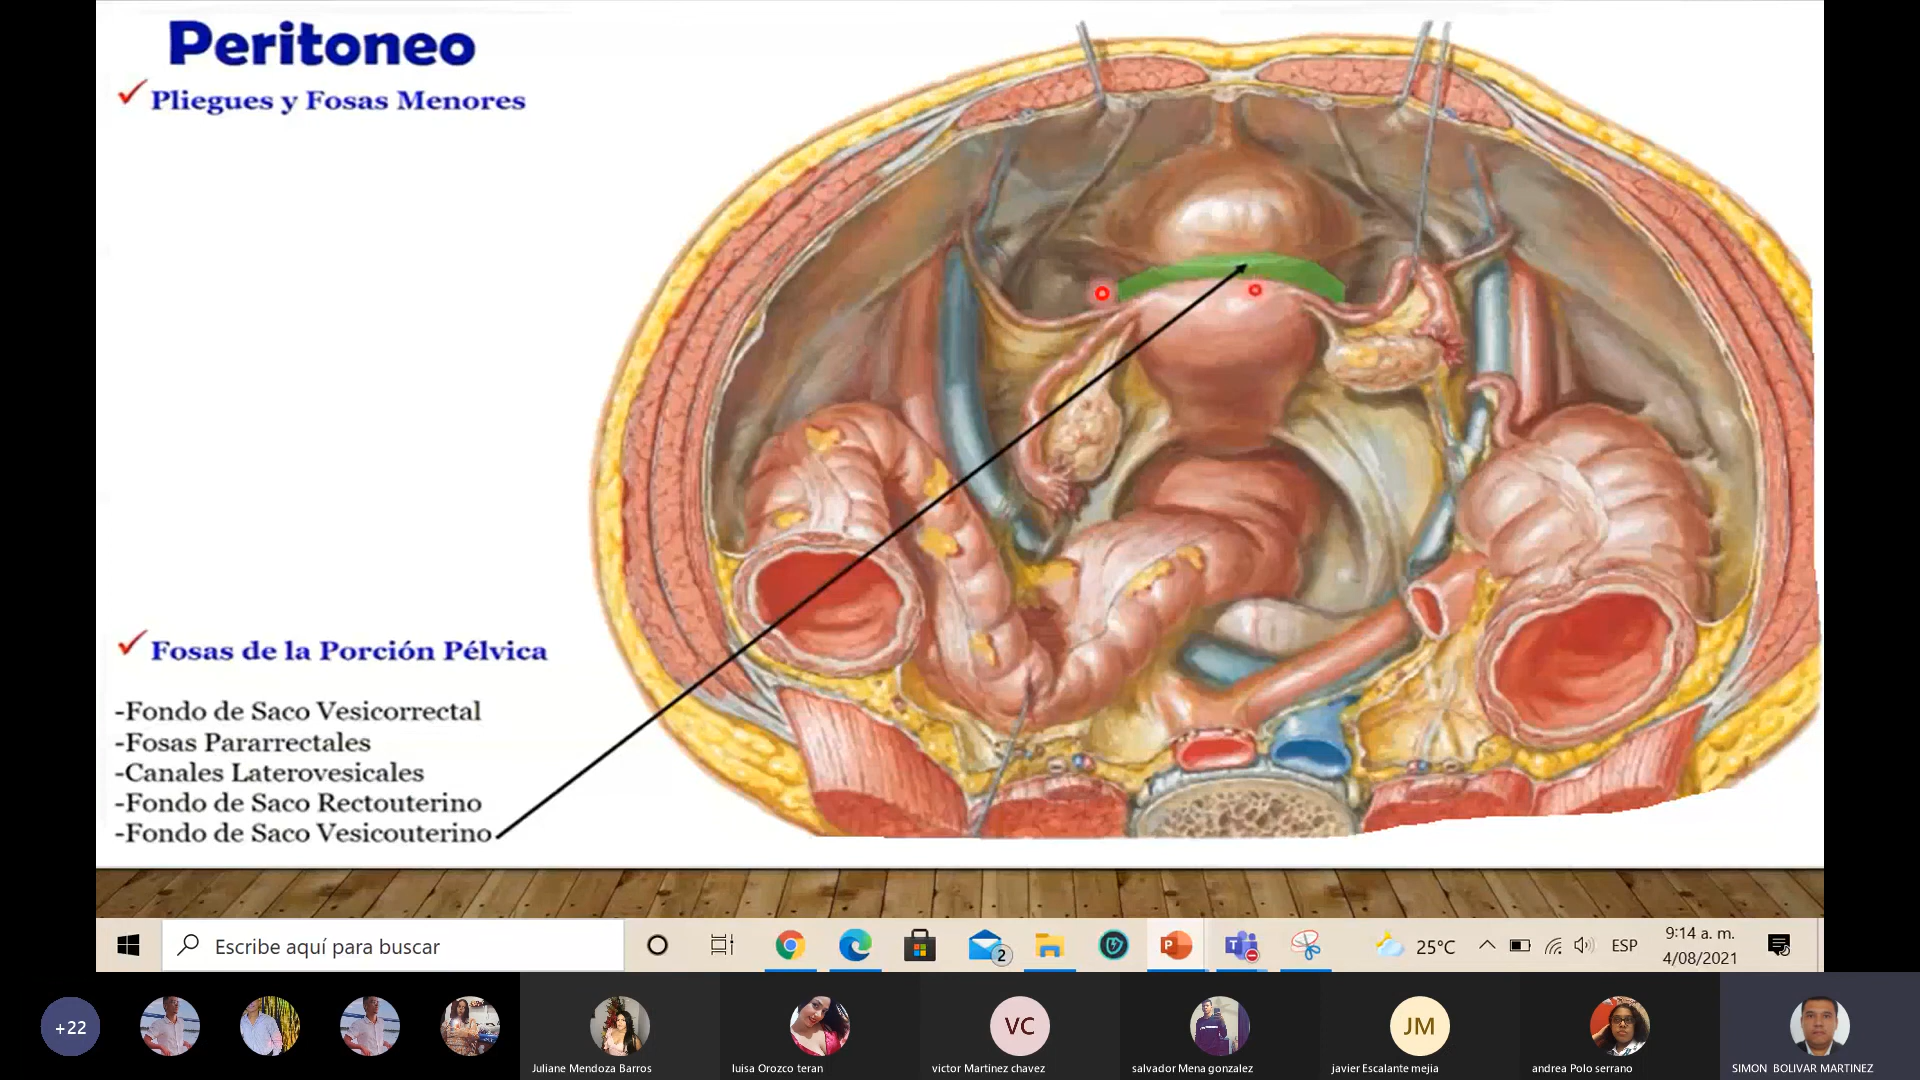 Peritoneo
Pliegues y Fosas Menores
Fosas de la Porción Pélvica
-Fondo de Saco Vesicorrectal
-Fosas Pararrectales
-Canales Laterovesicales
-Fondo de Saco Rectouterino
-Fondo de Saco Vesicouterino
Escribe aquí para buscar
2
25°C
ESP
9:14 a. m.
4/08/2021
+22
VC
JM
Juliane Mendoza Barros
luisa Orozco teran
victor Martinez chavez
salvador Mena gonzalez
javier Escalante mejia
andrea Polo serrano
SIMON BOLIVAR MARTINEZ